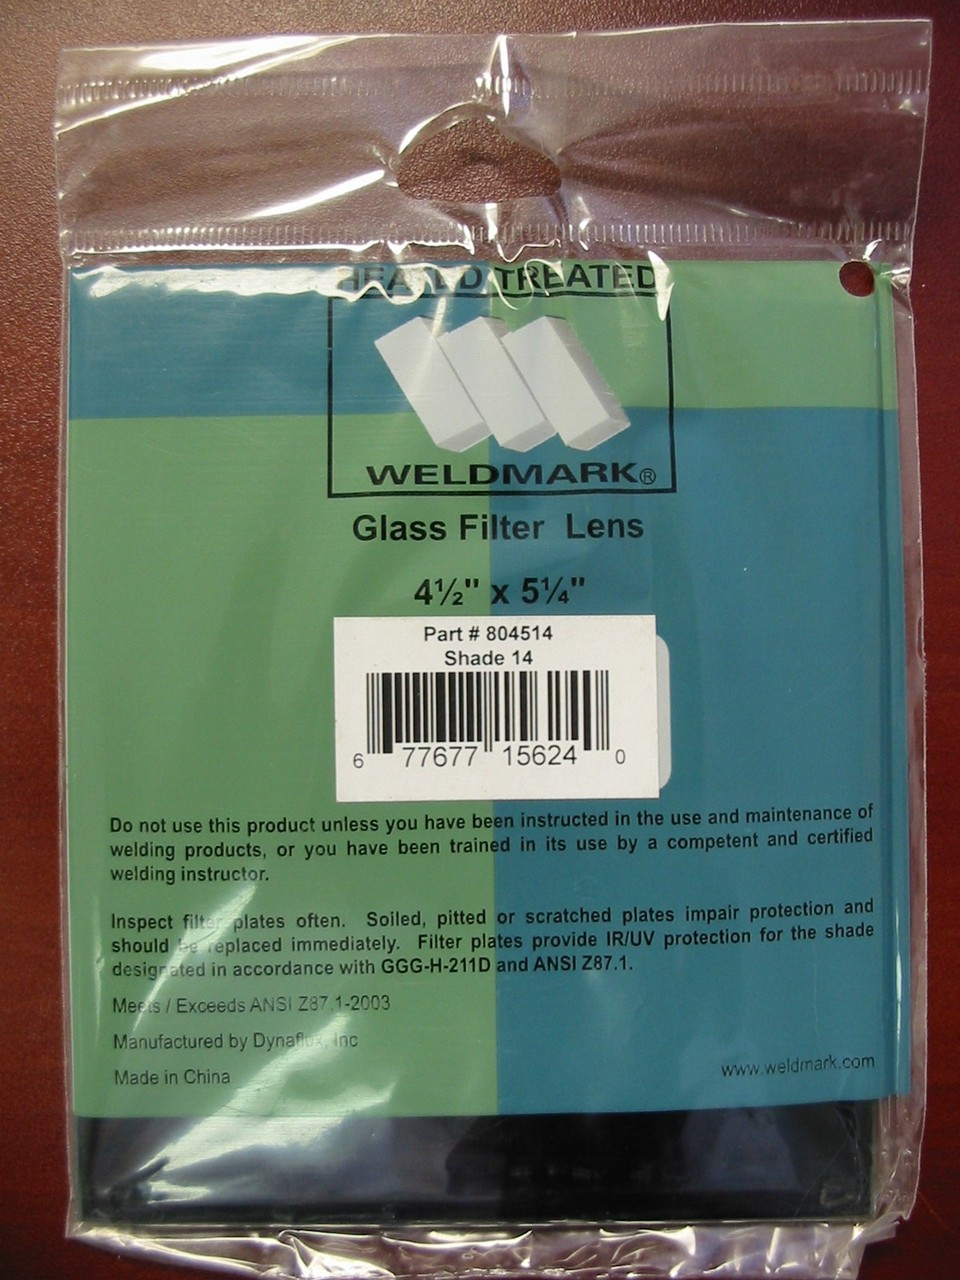 HEATED TREATED
WELDMARK®
Glass Filter Lens
4½" x 5¼"
Part # 804514
Shade 14
6 77677 15624 0
Do not use this product unless you have been instructed in the use and maintenance of
welding products, or you have been trained in its use by a competent and certified
welding instructor.
Inspect filter plates often. Soiled, pitted or scratched plates impair protection and
should be replaced immediately. Filter plates provide IR/UV protection for the shade
designated in accordance with GGG-H-211D and ANSI Z87.1.
Meets / Exceeds ANSI Z87.1-2003
Manufactured by Dynaflux, Inc
Made in China
www.weldmark.com